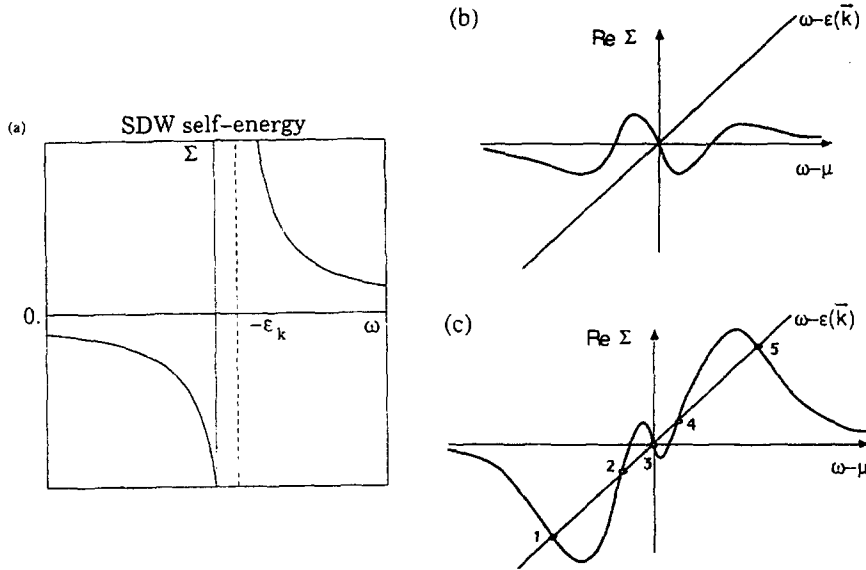 (a)
SDW self-energy
Σ
0.
-ε_k
ω
(b)
Re Σ
ω-ε(k⃗)
ω-μ
(c)
Re Σ
ω-ε(k⃗)
5
4
2
3
ω-μ
1